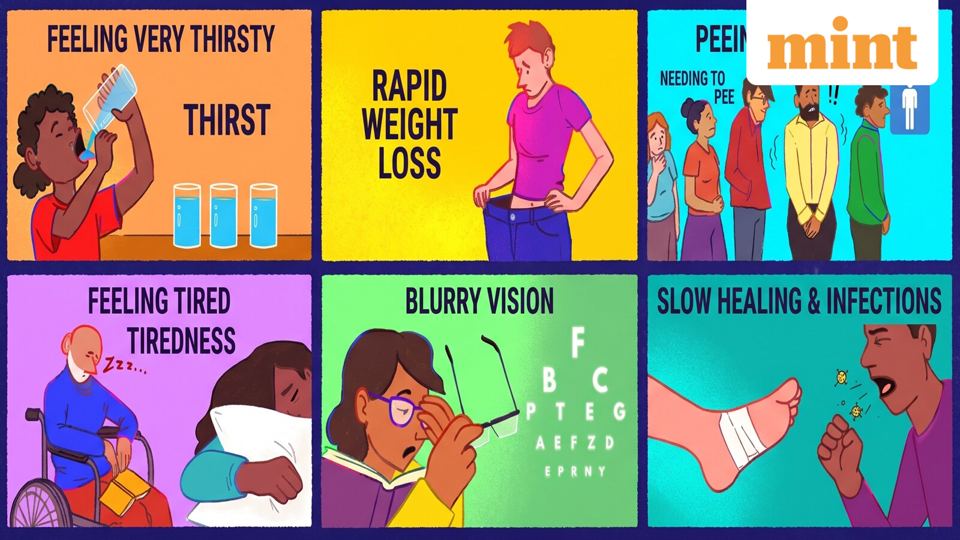 FEELING VERY THIRSTY
THIRST
RAPID
WEIGHT
LOSS
mint
NEEDING TO
PEE
!!
FEELING TIRED
TIREDNESS
Zzz...
BLURRY VISION
F
B C
P T E G
A E F Z D
E P R N Y
SLOW HEALING & INFECTIONS